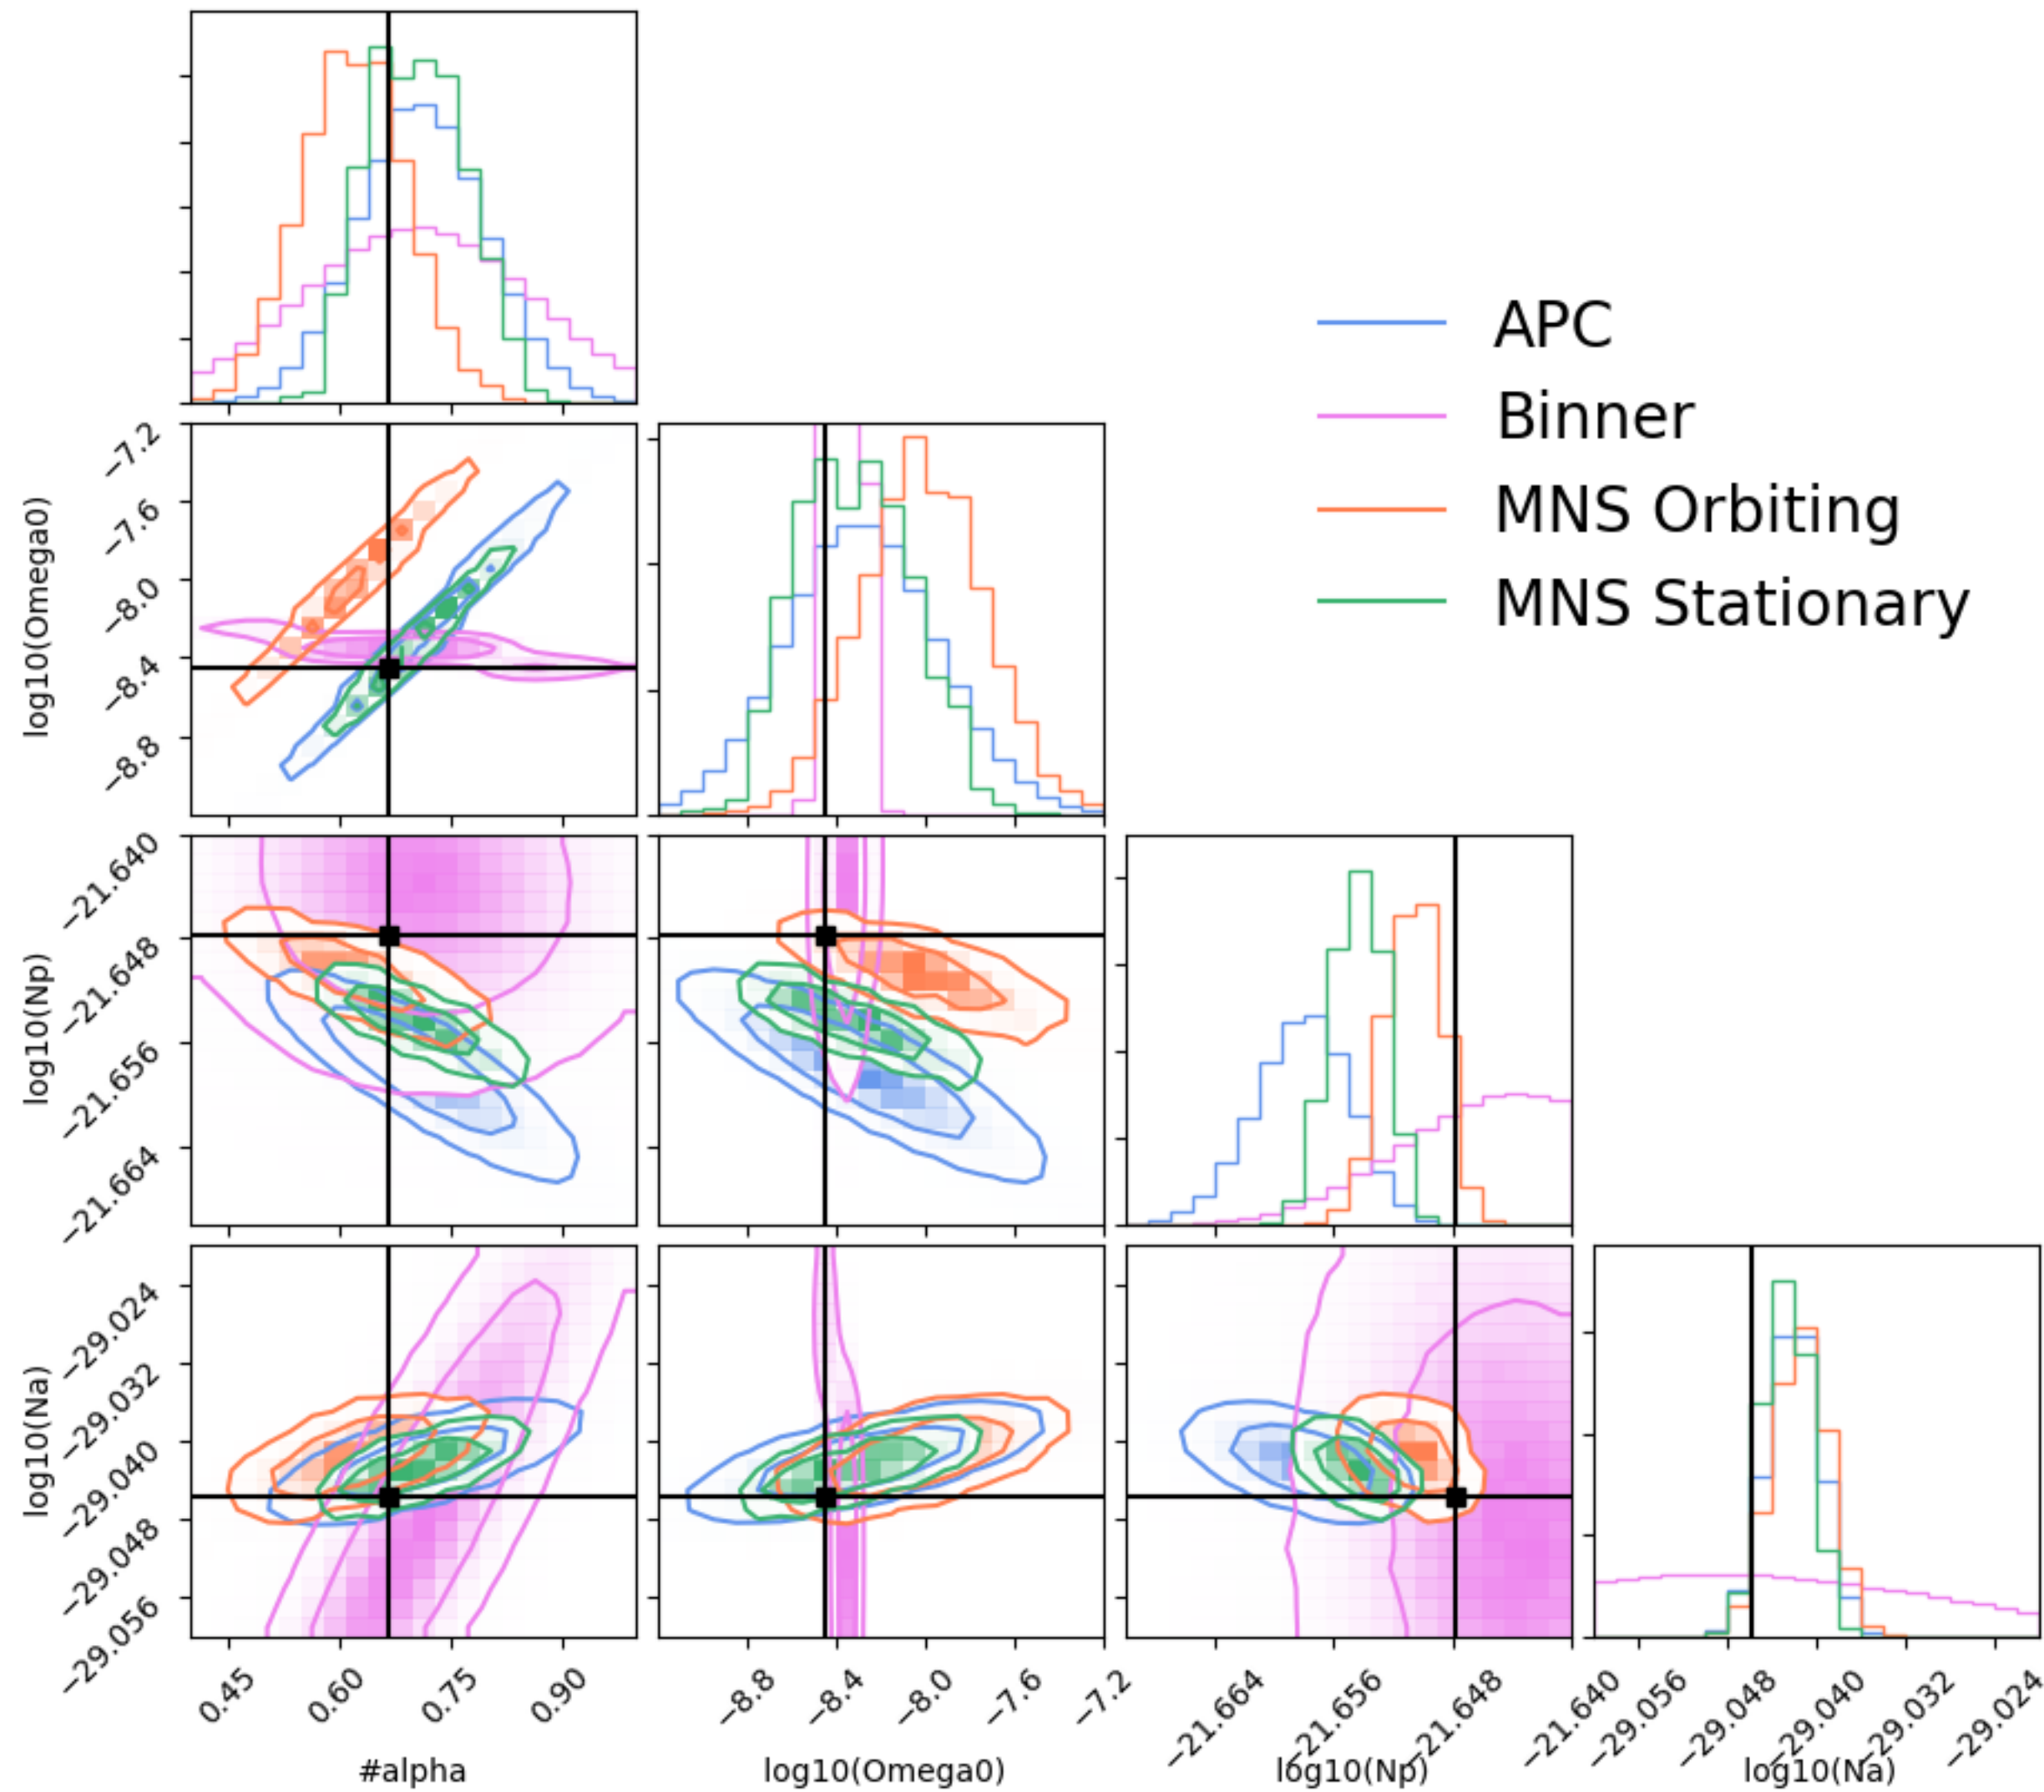 APC
Binner
MNS Orbiting
MNS Stationary
−7.2
−7.6
−8.0
−8.4
−8.8
log10(Omega0)
−21.640
−21.648
−21.656
−21.664
log10(Np)
−29.024
−29.032
−29.040
−29.048
−29.056
log10(Na)
0.45 0.60 0.75 0.90
−8.8 −8.4 −8.0 −7.6 −7.2
−21.664 −21.656 −21.648 −21.640
−29.056 −29.048 −29.040 −29.032 −29.024
#alpha
log10(Omega0)
log10(Np)
log10(Na)